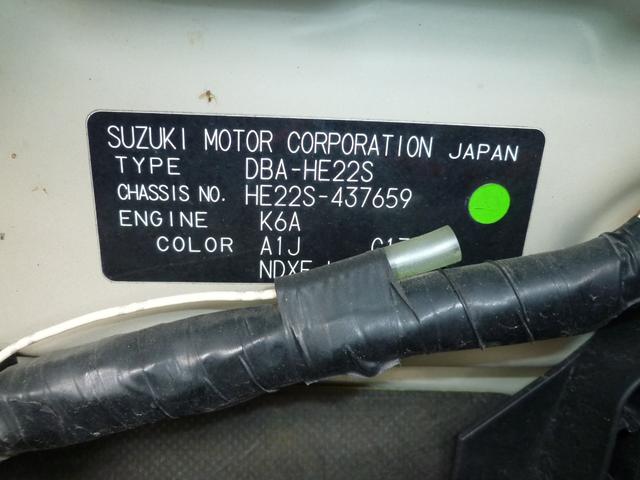 SUZUKI MOTOR CORPORATION JAPAN
TYPE DBA-HE22S
CHASSIS NO. HE22S-437659
ENGINE K6A
COLOR A1J